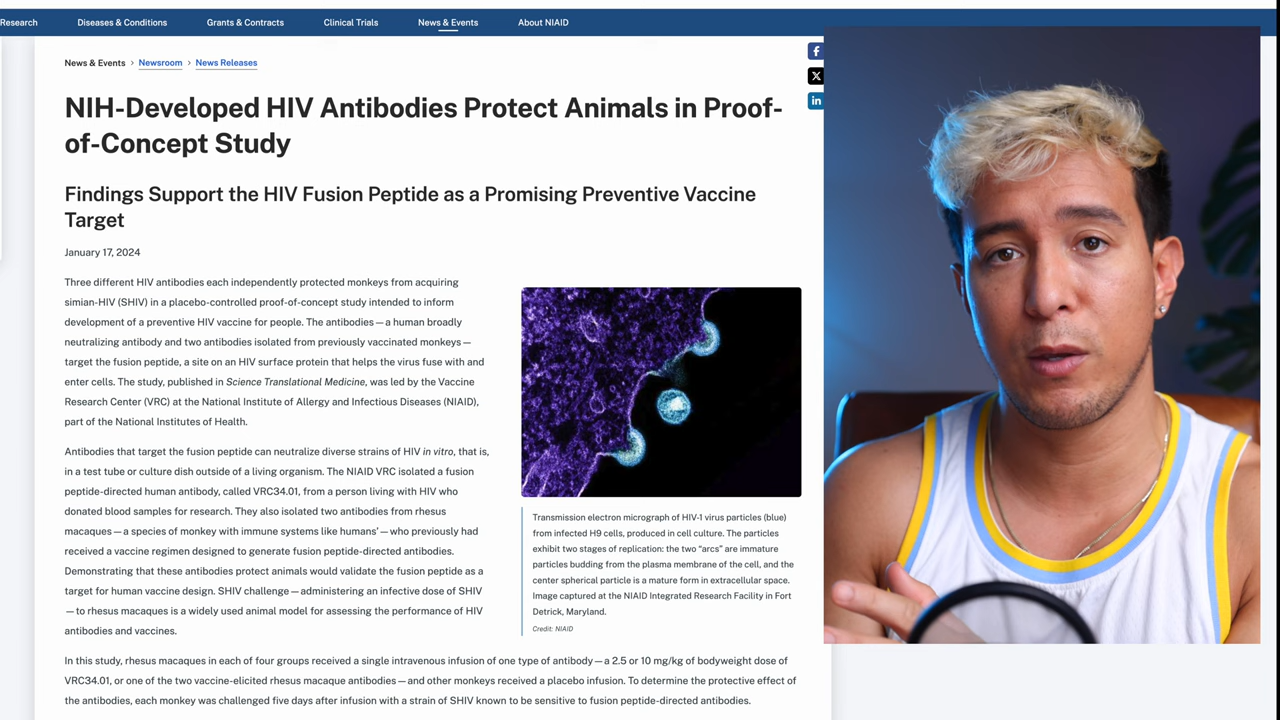 Research Diseases & Conditions Grants & Contracts Clinical Trials News & Events About NIAID
News & Events › Newsroom › News Releases
NIH-Developed HIV Antibodies Protect Animals in Proof-
of-Concept Study
Findings Support the HIV Fusion Peptide as a Promising Preventive Vaccine
Target
January 17, 2024
Three different HIV antibodies each independently protected monkeys from acquiring
simian-HIV (SHIV) in a placebo-controlled proof-of-concept study intended to inform
development of a preventive HIV vaccine for people. The antibodies—a human broadly
neutralizing antibody and two antibodies isolated from previously vaccinated monkeys—
target the fusion peptide, a site on an HIV surface protein that helps the virus fuse with and
enter cells. The study, published in Science Translational Medicine, was led by the Vaccine
Research Center (VRC) at the National Institute of Allergy and Infectious Diseases (NIAID),
part of the National Institutes of Health.
Antibodies that target the fusion peptide can neutralize diverse strains of HIV in vitro, that is,
in a test tube or culture dish outside of a living organism. The NIAID VRC isolated a fusion
peptide-directed human antibody, called VRC34.01, from a person living with HIV who
donated blood samples for research. They also isolated two antibodies from rhesus
macaques—a species of monkey with immune systems like humans'—who previously had
received a vaccine regimen designed to generate fusion peptide-directed antibodies.
Demonstrating that these antibodies protect animals would validate the fusion peptide as a
target for human vaccine design. SHIV challenge—administering an infective dose of SHIV
—to rhesus macaques is a widely used animal model for assessing the performance of HIV
antibodies and vaccines.
Transmission electron micrograph of HIV-1 virus particles (blue)
from infected H9 cells, produced in cell culture. The particles
exhibit two stages of replication: the two "arcs" are immature
particles budding from the plasma membrane of the cell, and the
center spherical particle is a mature form in extracellular space.
Image captured at the NIAID Integrated Research Facility in Fort
Detrick, Maryland.
Credit: NIAID
In this study, rhesus macaques in each of four groups received a single intravenous infusion of one type of antibody—a 2.5 or 10 mg/kg of bodyweight dose of
VRC34.01, or one of the two vaccine-elicited rhesus macaque antibodies—and other monkeys received a placebo infusion. To determine the protective effect of
the antibodies, each monkey was challenged five days after infusion with a strain of SHIV known to be sensitive to fusion peptide-directed antibodies.